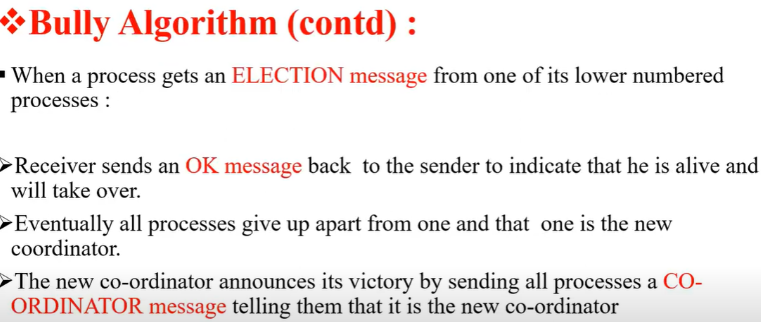 ❖Bully Algorithm (contd) :
▪ When a process gets an ELECTION message from one of its lower numbered
processes :
➢Receiver sends an OK message back to the sender to indicate that he is alive and
will take over.
➢Eventually all processes give up apart from one and that one is the new
coordinator.
➢The new co-ordinator announces its victory by sending all processes a CO-
ORDINATOR message telling them that it is the new co-ordinator